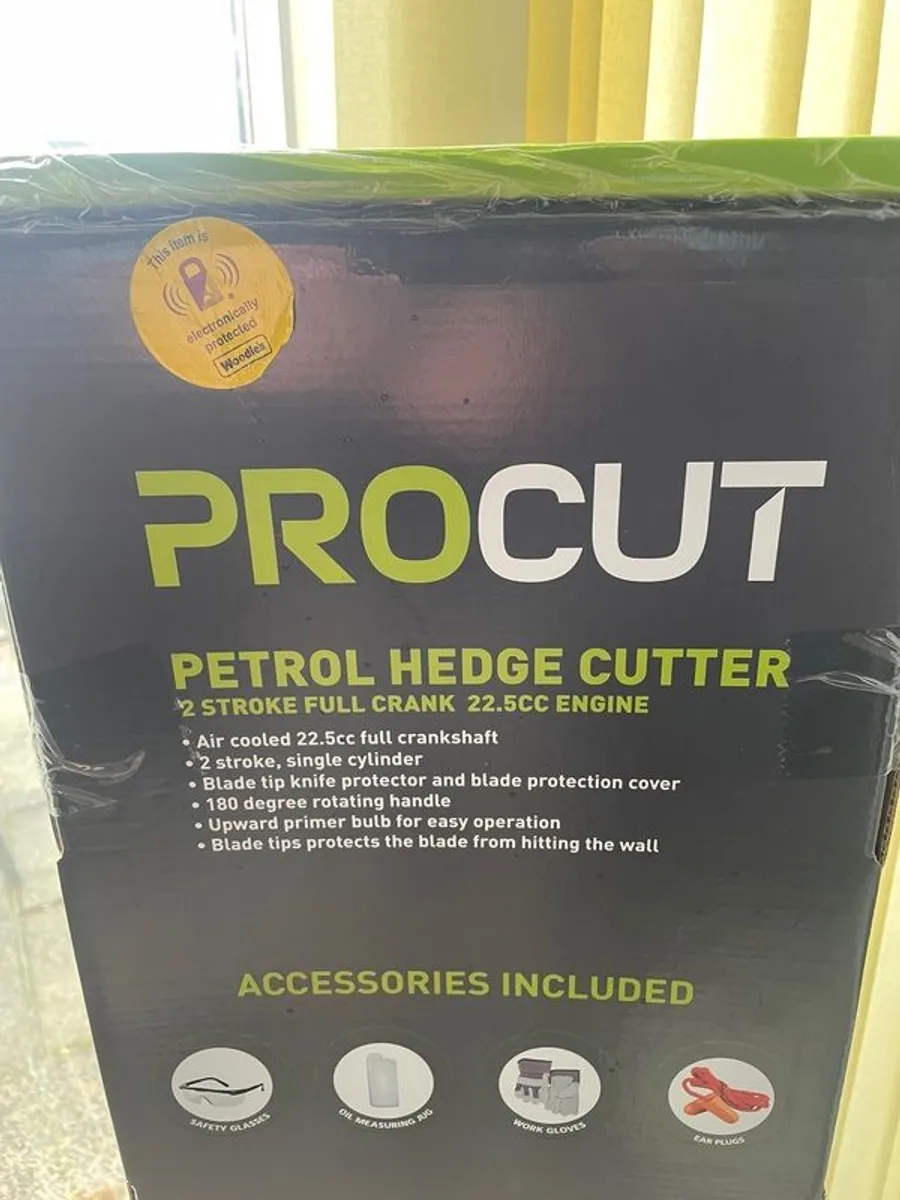 This item is
electronically
protected
Woodie's
PROCUT
PETROL HEDGE CUTTER
2 STROKE FULL CRANK 22.5CC ENGINE
• Air cooled 22.5cc full crankshaft
• 2 stroke, single cylinder
• Blade tip knife protector and blade protection cover
• 180 degree rotating handle
• Upward primer bulb for easy operation
• Blade tips protects the blade from hitting the wall
ACCESSORIES INCLUDED
SAFETY GLASSES
OIL MEASURING JUG
WORK GLOVES
EAR PLUGS